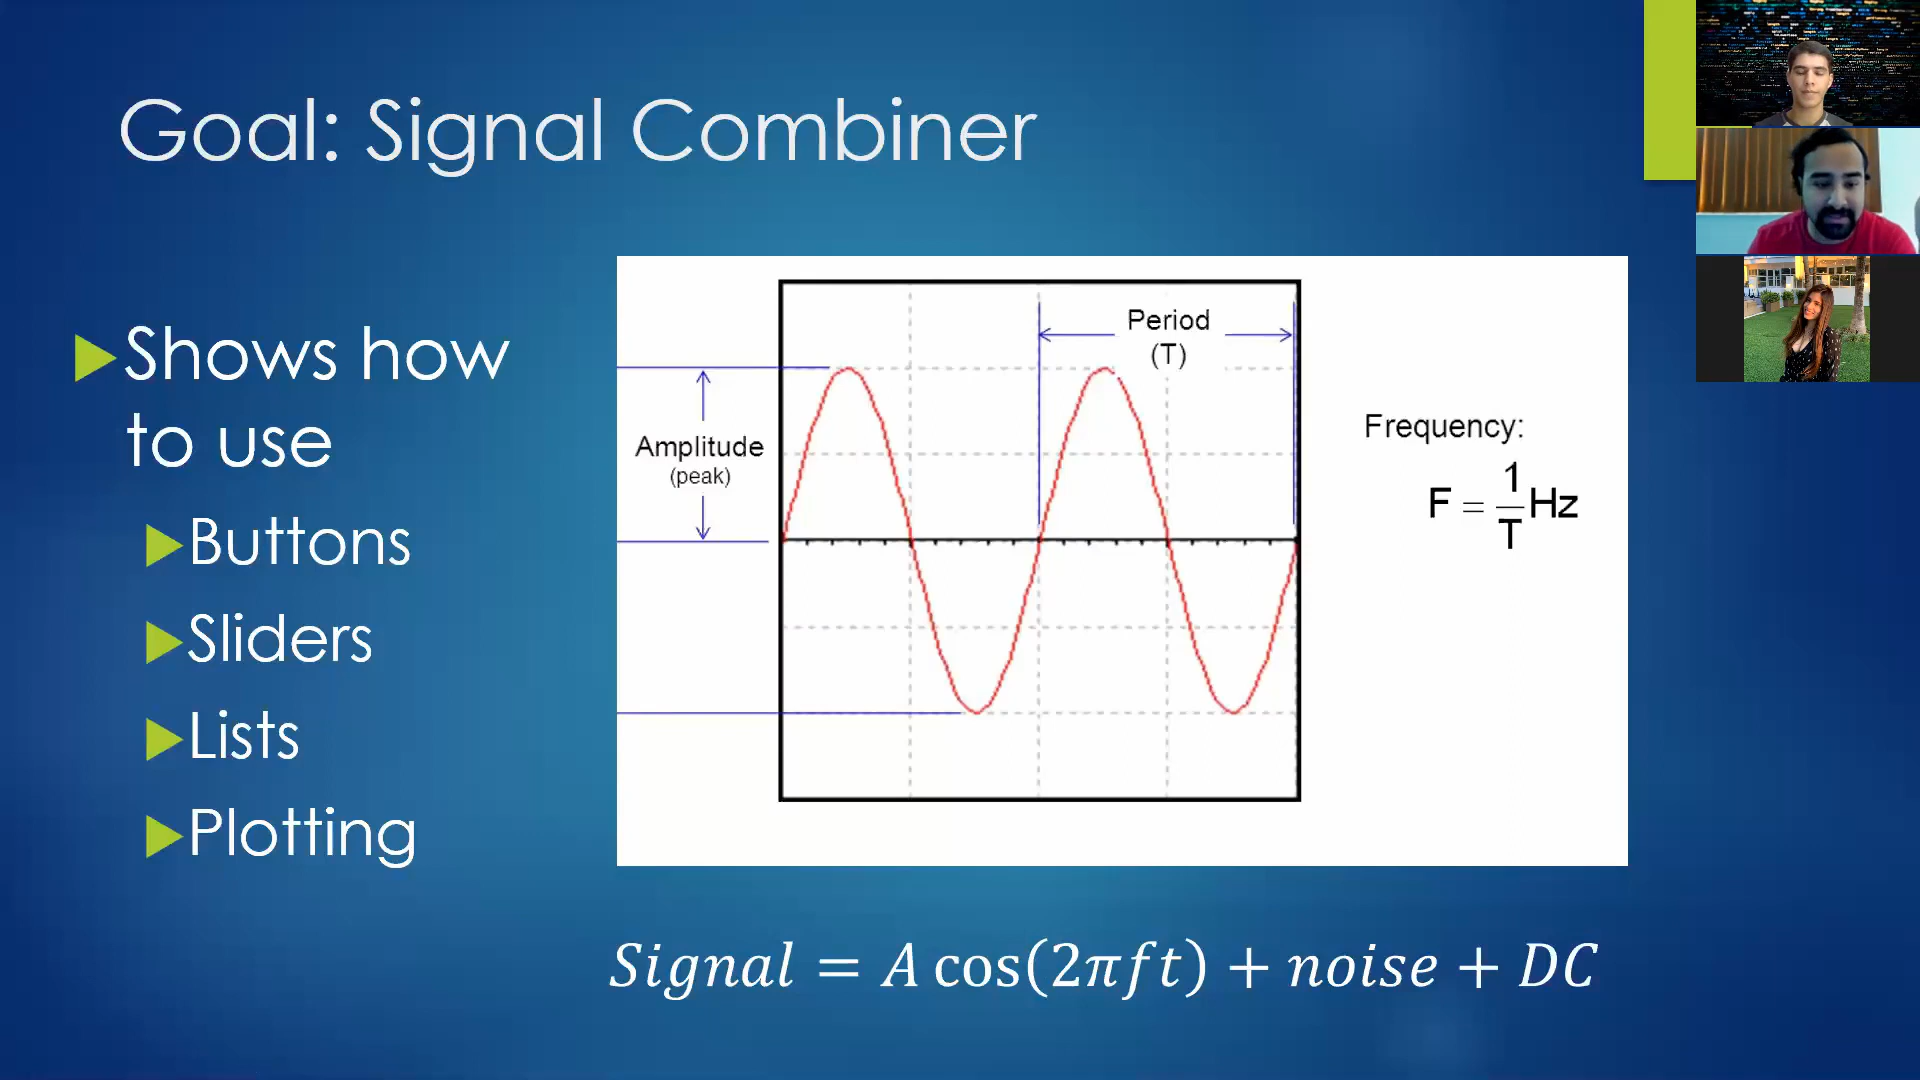 Goal: Signal Combiner
Shows how
to use
Buttons
Sliders
Lists
Plotting
Period
(T)
Amplitude
(peak)
Frequency:
F = 1/T Hz
Signal = A cos(2πft) + noise + DC